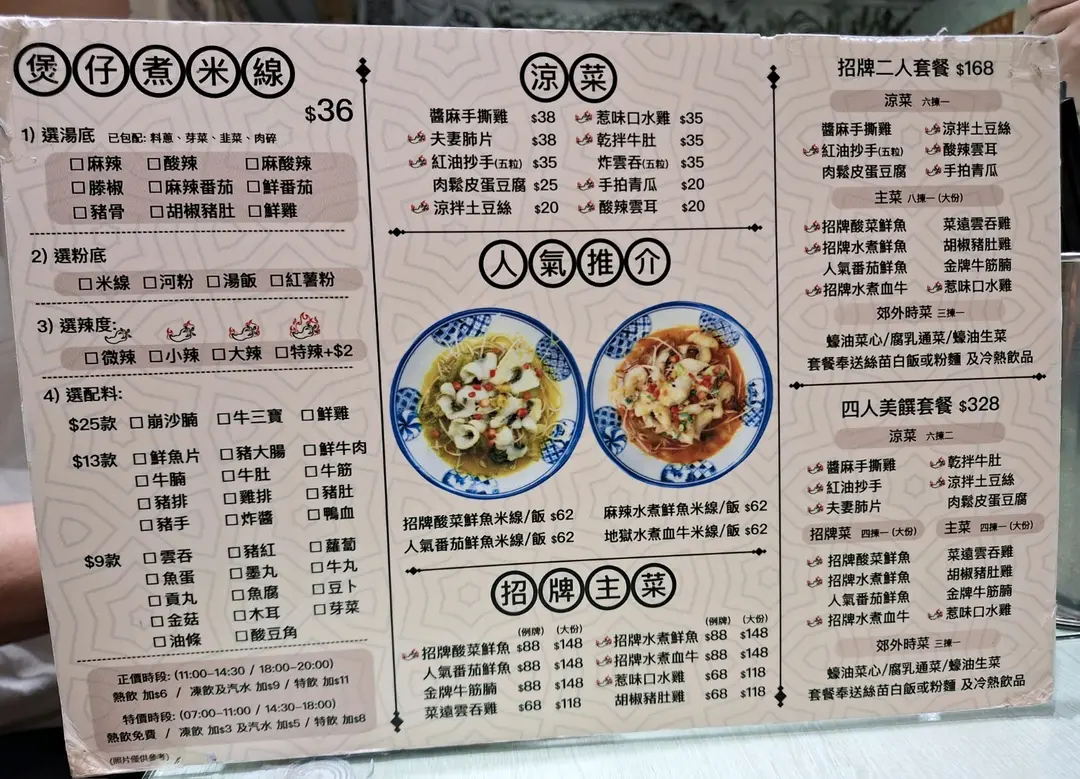 煲仔煮米線
$36
1) 選湯底 已包配: 料蔥、芽菜、韭菜、肉碎
□麻辣 □酸辣 □麻酸辣
□滕椒 □麻辣番茄 □鮮番茄
□豬骨 □胡椒豬肚 □鮮雞
2) 選粉底
□米線 □河粉 □湯飯 □紅薯粉
3) 選辣度:
□微辣 □小辣 □大辣 □特辣+$2
4) 選配料:
$25款 □崩沙腩 □牛三寶 □鮮雞
$13款 □鮮魚片 □豬大腸 □鮮牛肉
□牛腩 □牛肚 □牛筋
□豬排 □雞排 □豬肚
□豬手 □炸醬 □鴨血
$9款 □雲吞 □豬紅 □蘿蔔
□魚蛋 □墨丸 □牛丸
□貢丸 □魚腐 □豆卜
□金菇 □木耳 □芽菜
□油條 □酸豆角
正價時段: (11:00-14:30 / 18:00-20:00)
熱飲 加$6 / 凍飲及汽水 加$9 / 特飲 加$11
特價時段: (07:00-11:00 / 14:30-18:00)
熱飲免費 / 凍飲 加$3 及汽水 加$5 / 特飲 加$8
(照片僅供參考)
涼菜
醬麻手撕雞 $38 惹味口水雞 $35
夫妻肺片 $38 乾拌牛肚 $35
紅油抄手(五粒) $35 炸雲吞(五粒) $35
肉鬆皮蛋豆腐 $25 手拍青瓜 $20
涼拌土豆絲 $20 酸辣雲耳 $20
人氣推介
招牌酸菜鮮魚米線/飯 $62 麻辣水煮鮮魚米線/飯 $62
人氣番茄鮮魚米線/飯 $62 地獄水煮血牛米線/飯 $62
招牌主菜
(例牌) (大份) (例牌) (大份)
招牌酸菜鮮魚 $88 $148 招牌水煮鮮魚 $88 $148
人氣番茄鮮魚 $88 $148 招牌水煮血牛 $88 $148
金牌牛筋腩 $88 $148 惹味口水雞 $68 $118
菜遠雲吞雞 $68 $118 胡椒豬肚雞 $68 $118
招牌二人套餐 $168
涼菜 六揀一
醬麻手撕雞 涼拌土豆絲
紅油抄手(五粒) 酸辣雲耳
肉鬆皮蛋豆腐 手拍青瓜
主菜 八揀一 (大份)
招牌酸菜鮮魚 菜遠雲吞雞
招牌水煮鮮魚 胡椒豬肚雞
人氣番茄鮮魚 金牌牛筋腩
招牌水煮血牛 惹味口水雞
郊外時菜 三揀一
蠔油菜心/腐乳通菜/蠔油生菜
套餐奉送絲苗白飯或粉麵 及冷熱飲品
四人美饌套餐 $328
涼菜 六揀二
醬麻手撕雞 乾拌牛肚
紅油抄手 涼拌土豆絲
夫妻肺片 肉鬆皮蛋豆腐
招牌菜 四揀一 (大份) 主菜 四揀一 (大份)
招牌酸菜鮮魚 菜遠雲吞雞
招牌水煮鮮魚 胡椒豬肚雞
人氣番茄鮮魚 金牌牛筋腩
招牌水煮血牛 惹味口水雞
郊外時菜 三揀一
蠔油菜心/腐乳通菜/蠔油生菜
套餐奉送絲苗白飯或粉麵 及冷熱飲品